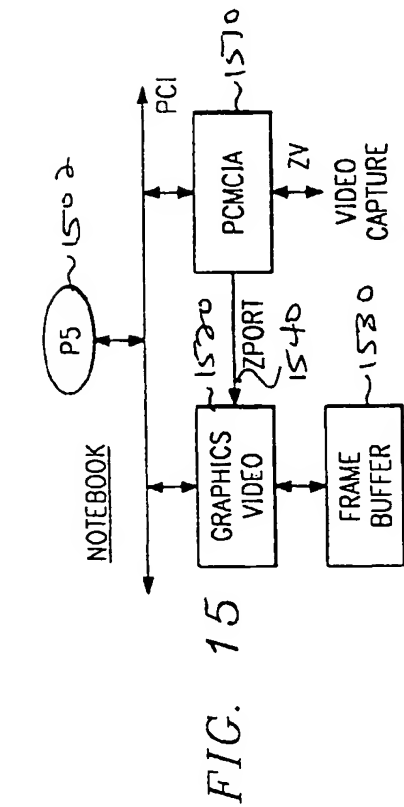 NOTEBOOK
P5
1502
PCI
GRAPHICS
VIDEO
1520
ZPORT
1540
PCMCIA
1570
ZV
VIDEO
CAPTURE
FRAME
BUFFER
1530
FIG. 15